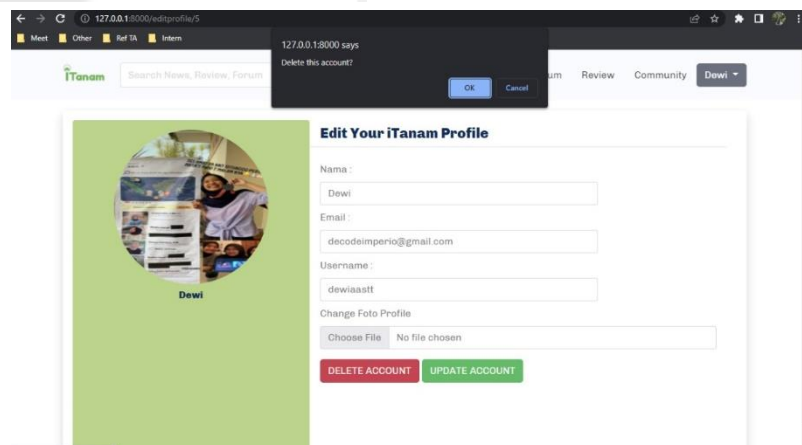 127.0.0.1:8000/editprofile/5
Meet Other Ref TA Intern
127.0.0.1:8000 says
Delete this account?
OK Cancel
iTanam Search News, Review, Forum um Review Community Dewi
Edit Your iTanam Profile
Nama :
Dewi
Email :
decodeimperio@gmail.com
Username :
dewiaastt
Dewi
Change Foto Profile
Choose File No file chosen
DELETE ACCOUNT UPDATE ACCOUNT